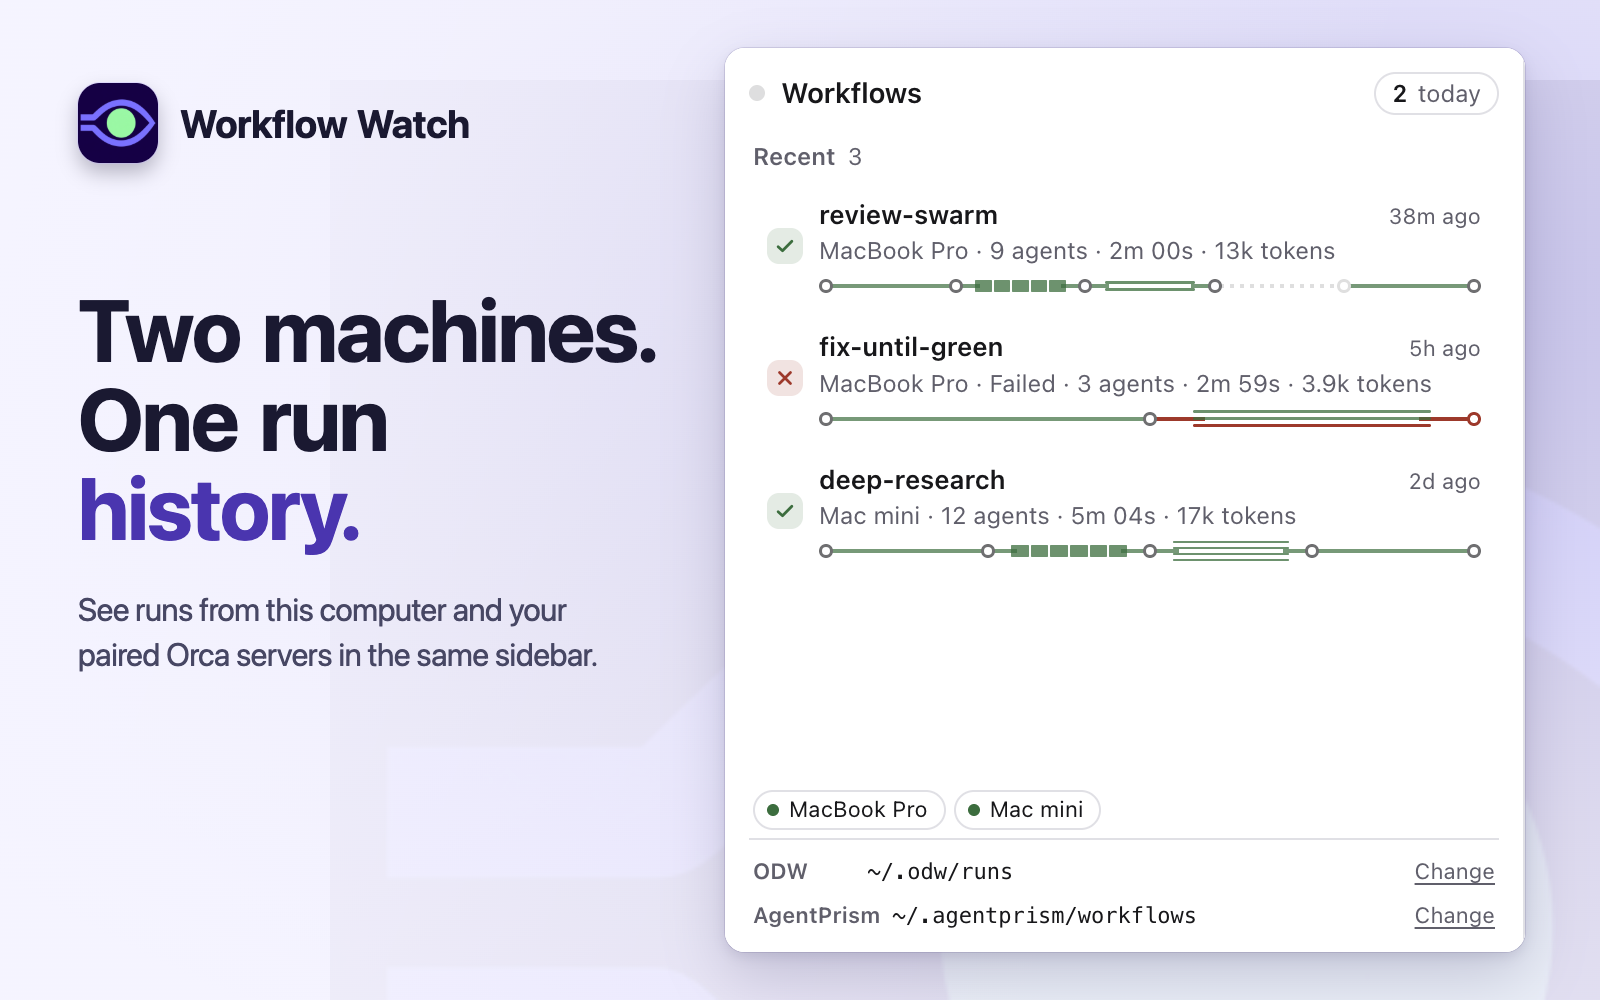 Workflow Watch
Two machines.
One run
history.
See runs from this computer and your
paired Orca servers in the same sidebar.
Workflows
2 today
Recent 3
review-swarm
38m ago
MacBook Pro · 9 agents · 2m 00s · 13k tokens
fix-until-green
5h ago
MacBook Pro · Failed · 3 agents · 2m 59s · 3.9k tokens
deep-research
2d ago
Mac mini · 12 agents · 5m 04s · 17k tokens
MacBook Pro
Mac mini
ODW ~/.odw/runs Change
AgentPrism ~/.agentprism/workflows Change